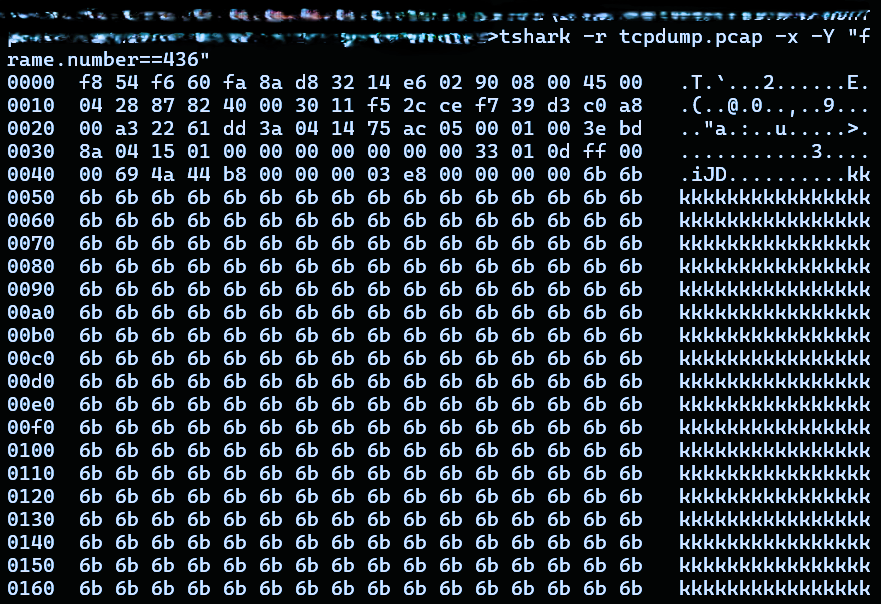 >tshark -r tcpdump.pcap -x -Y "f
rame.number==436"
0000  f8 54 f6 60 fa 8a d8 32 14 e6 02 90 08 00 45 00   .T.`...2......E.
0010  04 28 87 82 40 00 30 11 f5 2c ce f7 39 d3 c0 a8   .(..@.0..,..9...
0020  00 a3 22 61 dd 3a 04 14 75 ac 05 00 01 00 3e bd   .."a.:..u.....>.
0030  8a 04 15 01 00 00 00 00 00 00 00 33 01 0d ff 00   ...........3....
0040  00 69 4a 44 b8 00 00 00 03 e8 00 00 00 00 6b 6b   .iJD..........kk
0050  6b 6b 6b 6b 6b 6b 6b 6b 6b 6b 6b 6b 6b 6b 6b 6b   kkkkkkkkkkkkkkkk
0060  6b 6b 6b 6b 6b 6b 6b 6b 6b 6b 6b 6b 6b 6b 6b 6b   kkkkkkkkkkkkkkkk
0070  6b 6b 6b 6b 6b 6b 6b 6b 6b 6b 6b 6b 6b 6b 6b 6b   kkkkkkkkkkkkkkkk
0080  6b 6b 6b 6b 6b 6b 6b 6b 6b 6b 6b 6b 6b 6b 6b 6b   kkkkkkkkkkkkkkkk
0090  6b 6b 6b 6b 6b 6b 6b 6b 6b 6b 6b 6b 6b 6b 6b 6b   kkkkkkkkkkkkkkkk
00a0  6b 6b 6b 6b 6b 6b 6b 6b 6b 6b 6b 6b 6b 6b 6b 6b   kkkkkkkkkkkkkkkk
00b0  6b 6b 6b 6b 6b 6b 6b 6b 6b 6b 6b 6b 6b 6b 6b 6b   kkkkkkkkkkkkkkkk
00c0  6b 6b 6b 6b 6b 6b 6b 6b 6b 6b 6b 6b 6b 6b 6b 6b   kkkkkkkkkkkkkkkk
00d0  6b 6b 6b 6b 6b 6b 6b 6b 6b 6b 6b 6b 6b 6b 6b 6b   kkkkkkkkkkkkkkkk
00e0  6b 6b 6b 6b 6b 6b 6b 6b 6b 6b 6b 6b 6b 6b 6b 6b   kkkkkkkkkkkkkkkk
00f0  6b 6b 6b 6b 6b 6b 6b 6b 6b 6b 6b 6b 6b 6b 6b 6b   kkkkkkkkkkkkkkkk
0100  6b 6b 6b 6b 6b 6b 6b 6b 6b 6b 6b 6b 6b 6b 6b 6b   kkkkkkkkkkkkkkkk
0110  6b 6b 6b 6b 6b 6b 6b 6b 6b 6b 6b 6b 6b 6b 6b 6b   kkkkkkkkkkkkkkkk
0120  6b 6b 6b 6b 6b 6b 6b 6b 6b 6b 6b 6b 6b 6b 6b 6b   kkkkkkkkkkkkkkkk
0130  6b 6b 6b 6b 6b 6b 6b 6b 6b 6b 6b 6b 6b 6b 6b 6b   kkkkkkkkkkkkkkkk
0140  6b 6b 6b 6b 6b 6b 6b 6b 6b 6b 6b 6b 6b 6b 6b 6b   kkkkkkkkkkkkkkkk
0150  6b 6b 6b 6b 6b 6b 6b 6b 6b 6b 6b 6b 6b 6b 6b 6b   kkkkkkkkkkkkkkkk
0160  6b 6b 6b 6b 6b 6b 6b 6b 6b 6b 6b 6b 6b 6b 6b 6b   kkkkkkkkkkkkkkkk